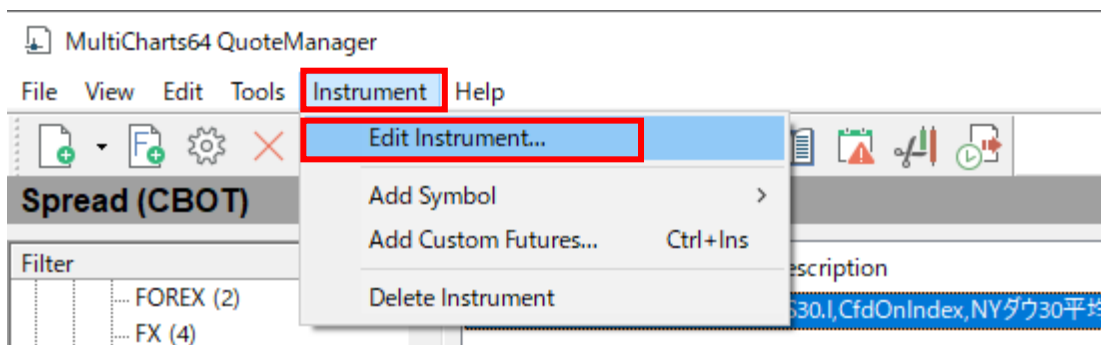 MultiCharts64 QuoteManager
File View Edit Tools Instrument Help
Edit Instrument...
Spread (CBOT)
Add Symbol >
Add Custom Futures... Ctrl+Ins
Filter
escription
FOREX (2)
Delete Instrument
S30.I,CfdOnIndex,NYダウ30平均
FX (4)